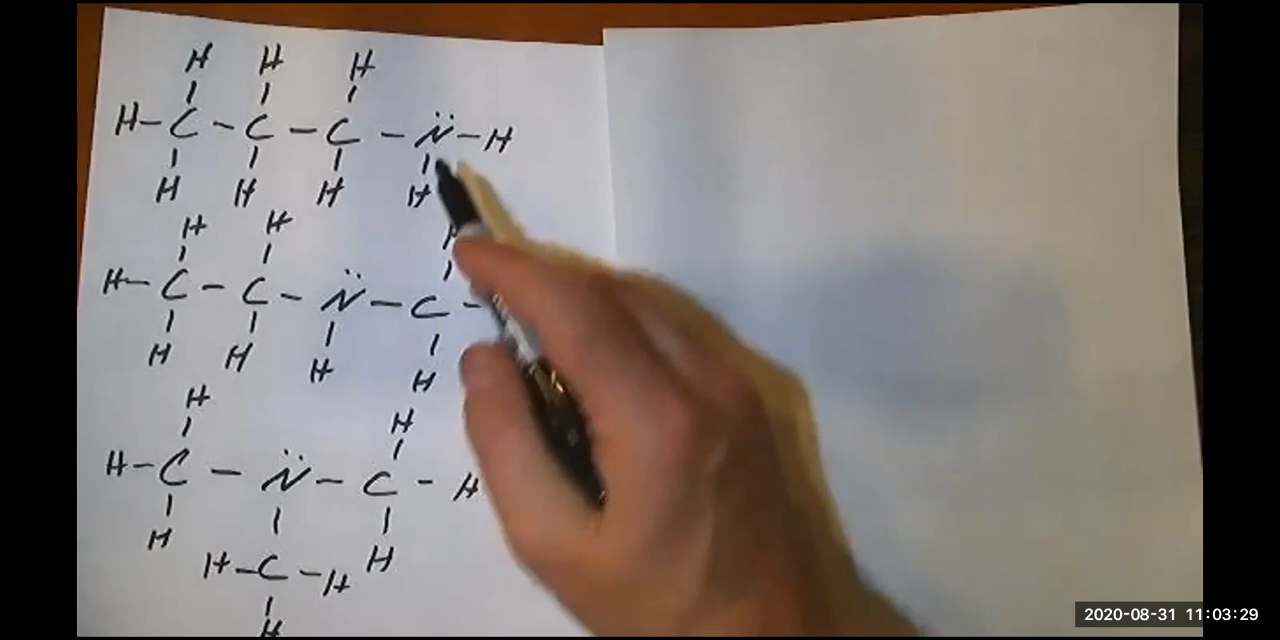 H H H
H-C-C-C-N̈-H
H H H H
H H H
H-C-C-N̈-C-
H H H H
H H
H-C-N̈-C-H
H H
H-C-H
H
2020-08-31 11:03:29